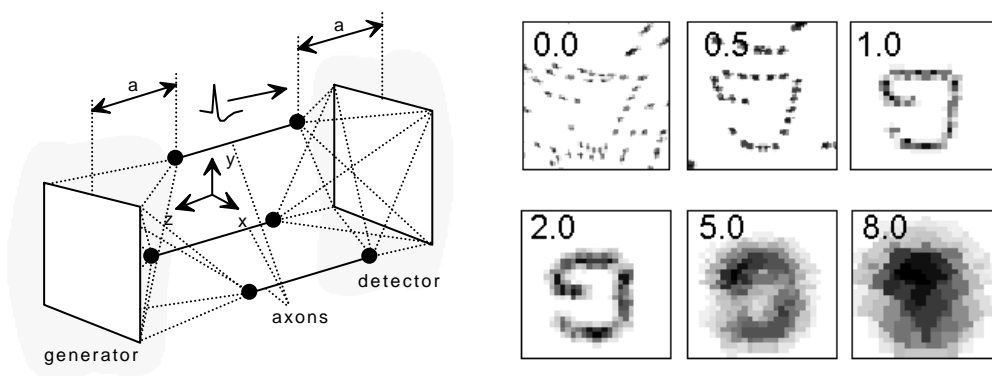 a
a
y
z
x
detector
axons
generator
0.0
0.5
1.0
2.0
5.0
8.0